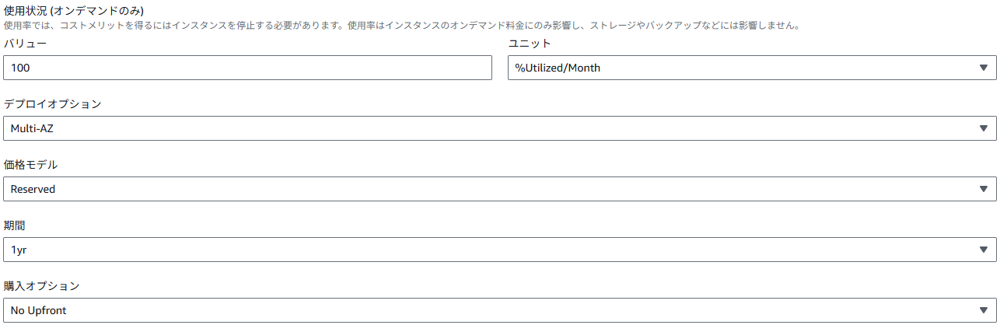 使用状況 (オンデマンドのみ)
使用率では、コストメリットを得るにはインスタンスを停止する必要があります。使用率はインスタンスのオンデマンド料金にのみ影響し、ストレージやバックアップなどには影響しません。
バリュー
ユニット
100
%Utilized/Month
デプロイオプション
Multi-AZ
価格モデル
Reserved
期間
1yr
購入オプション
No Upfront